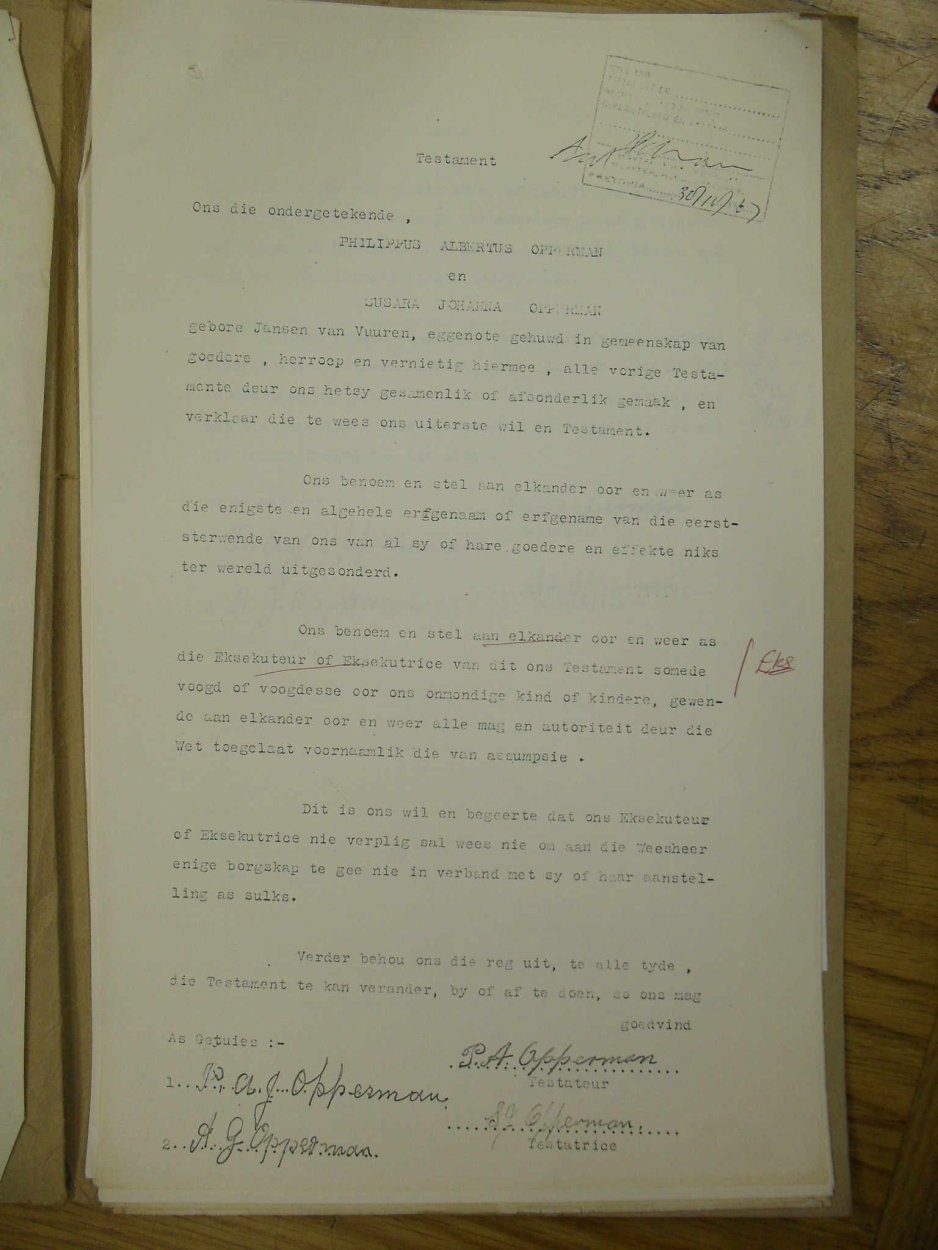 Testament
PRETORIA
30/10/67
Ons die ondergetekende ,
PHILIPPUS ALBERTUS OPPERMAN
en
SUSARA JOHANNA OPPERMAN
gebore Jansen van Vuuren, eggenote gehuwd in gemeenskap van
goedere , herroep en vernietig hiermee , alle vorige Testa-
mente deur ons hetsy gesamenlik of afsonderlik gemaak , en
verklaar die te wees ons uiterste wil en Testament.
Ons benoem en stel aan elkander oor en weer as
die enigste en algehele erfgenaam of erfgename van die eerst-
sterwende van ons van al sy of hare goedere en effekte niks
ter wereld uitgesonderd.
Ons benoem en stel aan elkander oor en weer as
die Eksekuteur of Eksekutrice van dit ons Testament somede
Eks
voogd of voogdesse oor ons onmondige kind of kindere, gewen-
de aan elkander oor en weer alle mag en autoriteit deur die
Wet toegelaat voornaamlik die van assumpsie .
Dit is ons wil en begeerte dat ons Eksekuteur
of Eksekutrice nie verplig sal wees nie om aan die Weesheer
enige borgskap te gee nie in verband met sy of haar aanstel-
ling as sulks.
Verder behou ons die reg uit, te alle tyde ,
die Testament te kan verander, by of af te doen, so ons mag
goedvind
As Getuies :-
P.A. Opperman
Testateur
1.. P. A. J. Opperman.
S J Opperman.
Testatrice
2.. A. G. Opperman.